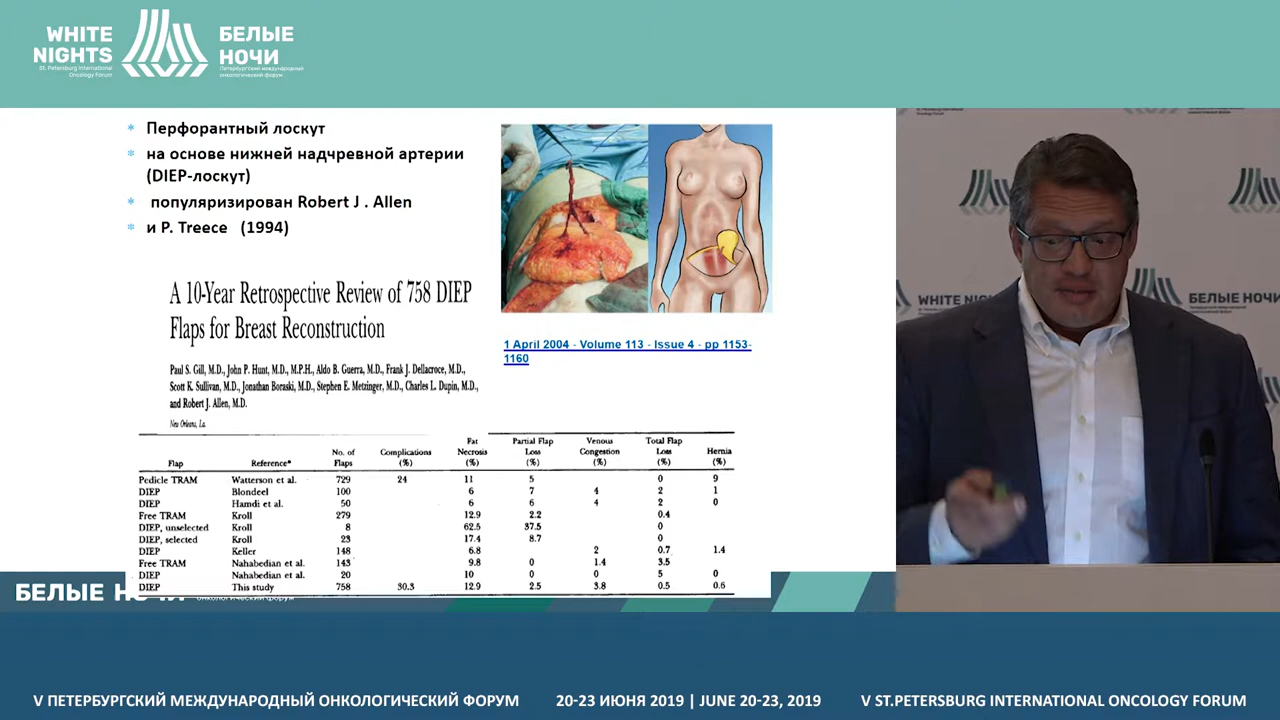 WHITE
NIGHTS
St. Petersburg International
Oncology Forum
БЕЛЫЕ
НОЧИ
Петербургский международный
онкологический форум
* Перфорантный лоскут
* на основе нижней надчревной артерии
(DIEP-лоскут)
* популяризирован Robert J . Allen
* и P. Treece (1994)
A 10-Year Retrospective Review of 758 DIEP
Flaps for Breast Reconstruction
Paul S. Gill, M.D., John P. Hunt, M.D., M.P.H., Aldo B. Guerra, M.D., Frank J. Dellacroce, M.D.,
Scott K. Sullivan, M.D., Jonathan Boraski, M.D., Stephen E. Metzinger, M.D., Charles L. Dupin, M.D.,
and Robert J. Allen, M.D.
New Orleans, La.
1 April 2004 - Volume 113 - Issue 4 - pp 1153-
1160
Flap Reference* No. of Flaps Complications (%) Fat Necrosis (%) Partial Flap Loss (%) Venous Congestion (%) Total Flap Loss (%) Hernia (%)
Pedicle TRAM Watterson et al. 729 24 11 5 0 9
DIEP Blondeel 100 6 7 4 2 1
DIEP Hamdi et al. 50 6 6 4 2 0
Free TRAM Kroll 279 12.9 2.2 0.4
DIEP, unselected Kroll 8 62.5 37.5 0
DIEP, selected Kroll 23 17.4 8.7 0
DIEP Keller 148 6.8 2 0.7 1.4
Free TRAM Nahabedian et al. 143 9.8 0 1.4 3.5
DIEP Nahabedian et al. 20 10 0 0 5 0
DIEP This study 758 30.3 12.9 2.5 3.8 0.5 0.6
БЕЛЫЕ
WHITE
БЕЛЫЕ НОЧИ
V ПЕТЕРБУРГСКИЙ МЕЖДУНАРОДНЫЙ ОНКОЛОГИЧЕСКИЙ ФОРУМ 20-23 ИЮНЯ 2019 | JUNE 20-23, 2019 V ST.PETERSBURG INTERNATIONAL ONCOLOGY FORUM